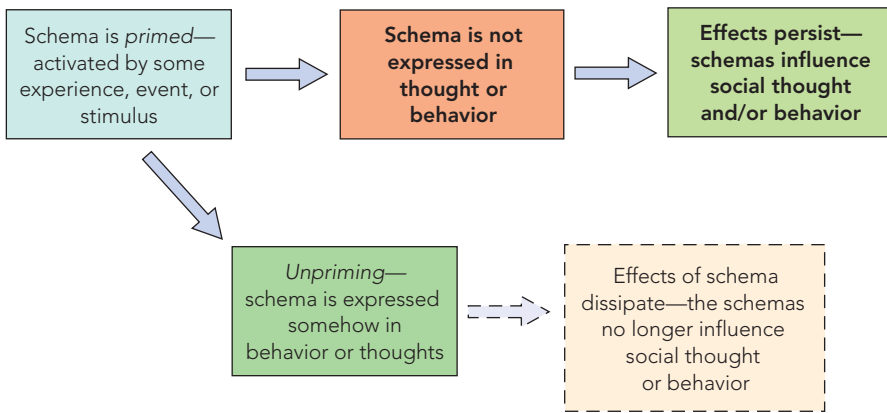 Schema is primed—
activated by some
experience, event, or
stimulus
Schema is not
expressed in
thought or
behavior
Effects persist—
schemas influence
social thought
and/or behavior
Unpriming—
schema is expressed
somehow in
behavior or thoughts
Effects of schema
dissipate—the schemas
no longer influence
social thought
or behavior